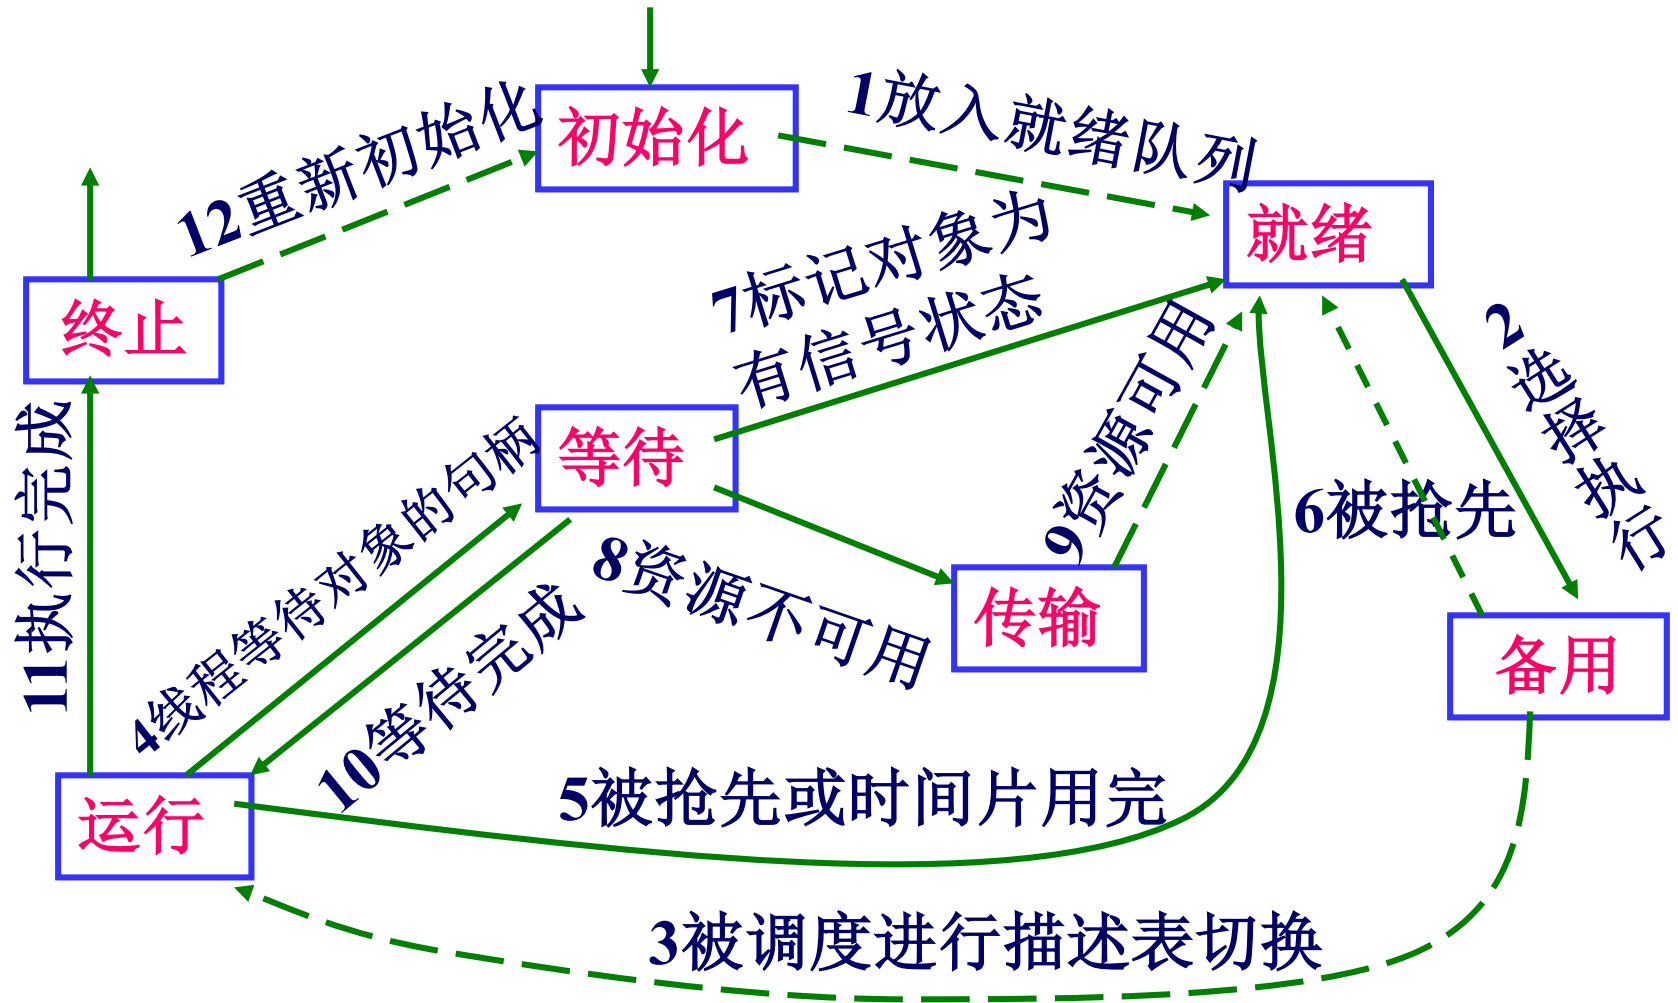 初始化
1放入就绪队列
12重新初始化
就绪
7标记对象为
有信号状态
终止
2选择执行
等待
9资源可用
6被抢先
11执行完成
4线程等待对象的句柄
8资源不可用
10等待完成
传输
备用
运行
5被抢先或时间片用完
3被调度进行描述表切换